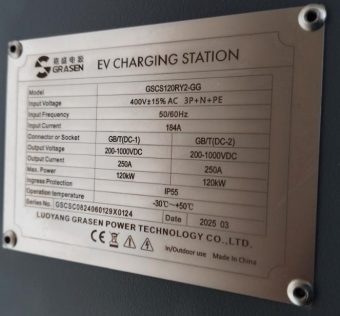 GRASEN
EV CHARGING STATION
Model GSCS120RY2-GG
Input Voltage 400V±15% AC 3P+N+PE
Input Frequency 50/60Hz
Input Current 184A
Connector or Socket GB/T(DC-1) GB/T(DC-2)
Output Voltage 200-1000VDC 200-1000VDC
Output Current 250A 250A
Max. Power 120kW 120kW
Ingress Protection IP55
Operation temperature -30℃~+50℃
Series No. GSCSC0824060129X0124 Date 2025 03
LUOYANG GRASEN POWER TECHNOLOGY CO.,LTD.
CE In/Outdoor use Made In China